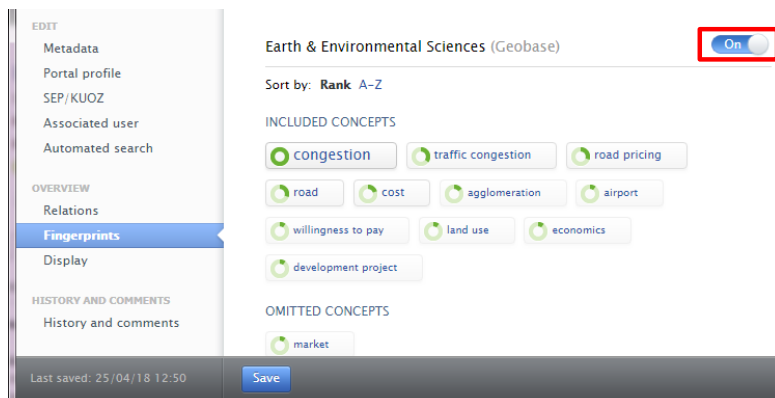 EDIT
Metadata
Portal profile
SEP/KUOZ
Associated user
Automated search
OVERVIEW
Relations
Fingerprints
Display
HISTORY AND COMMENTS
History and comments
Earth & Environmental Sciences (Geobase)
On
Sort by: Rank A-Z
INCLUDED CONCEPTS
congestion traffic congestion road pricing
road cost agglomeration airport
willingness to pay land use economics
development project
OMITTED CONCEPTS
market
Last saved: 25/04/18 12:50
Save